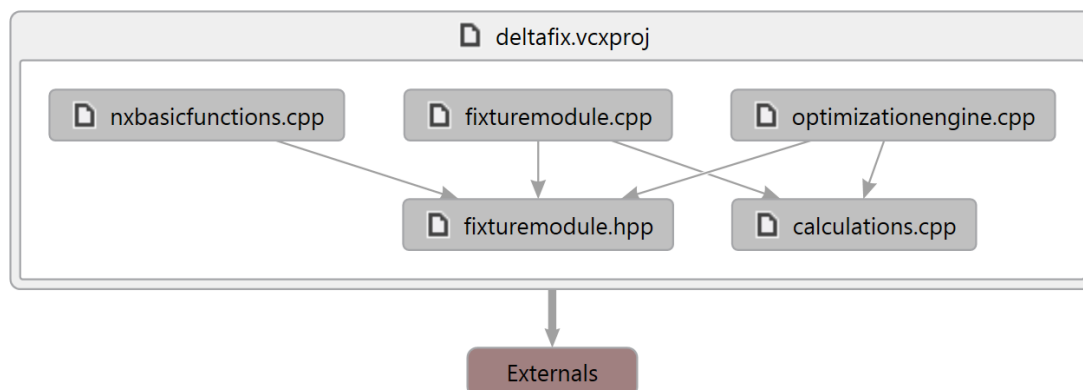 deltafix.vcxproj
nxbasicfunctions.cpp
fixturemodule.cpp
optimizationengine.cpp
fixturemodule.hpp
calculations.cpp
Externals